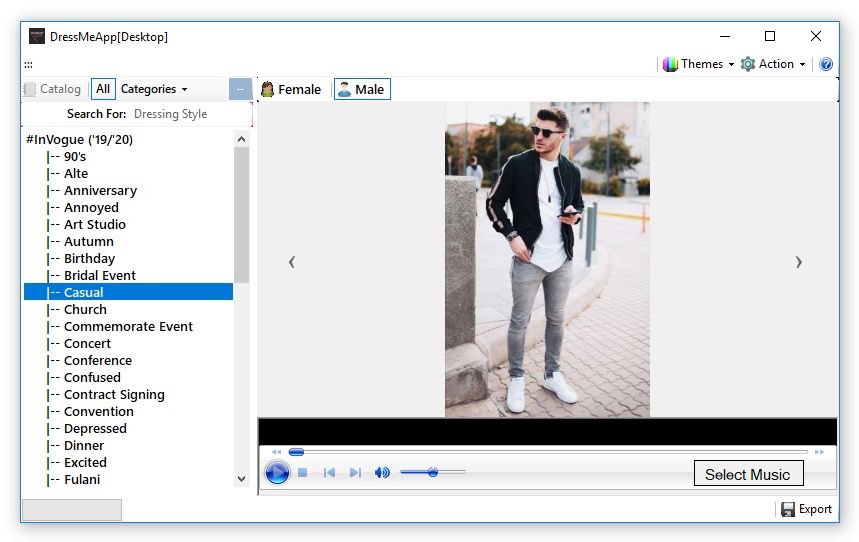 DressMeApp[Desktop]
Themes Action
Catalog All Categories
Female Male
Search For: Dressing Style
#InVogue ('19/'20)
|-- 90's
|-- Alte
|-- Anniversary
|-- Annoyed
|-- Art Studio
|-- Autumn
|-- Birthday
|-- Bridal Event
|-- Casual
|-- Church
|-- Commemorate Event
|-- Concert
|-- Conference
|-- Confused
|-- Contract Signing
|-- Convention
|-- Depressed
|-- Dinner
|-- Excited
|-- Fulani
Select Music
Export